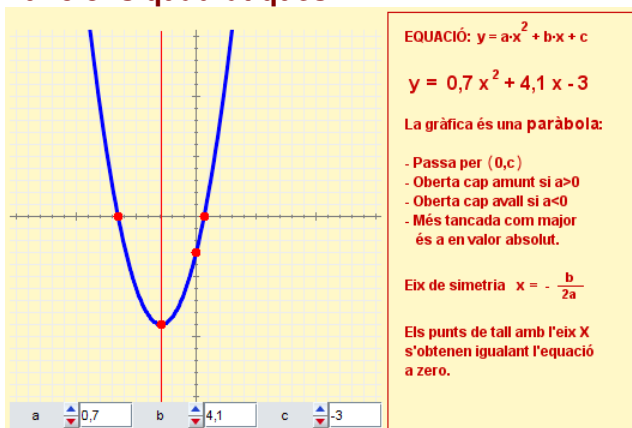 EQUACIÓ: y = a·x² + b·x + c
y = 0,7 x² + 4,1 x - 3
La gràfica és una paràbola:
- Passa per (0,c)
- Oberta cap amunt si a>0
- Oberta cap avall si a<0
- Més tancada com major
és a en valor absolut.
Eix de simetria x = - b
2a
Els punts de tall amb l'eix X
s'obtenen igualant l'equació
a zero.
a 0,7 b 4,1 c -3